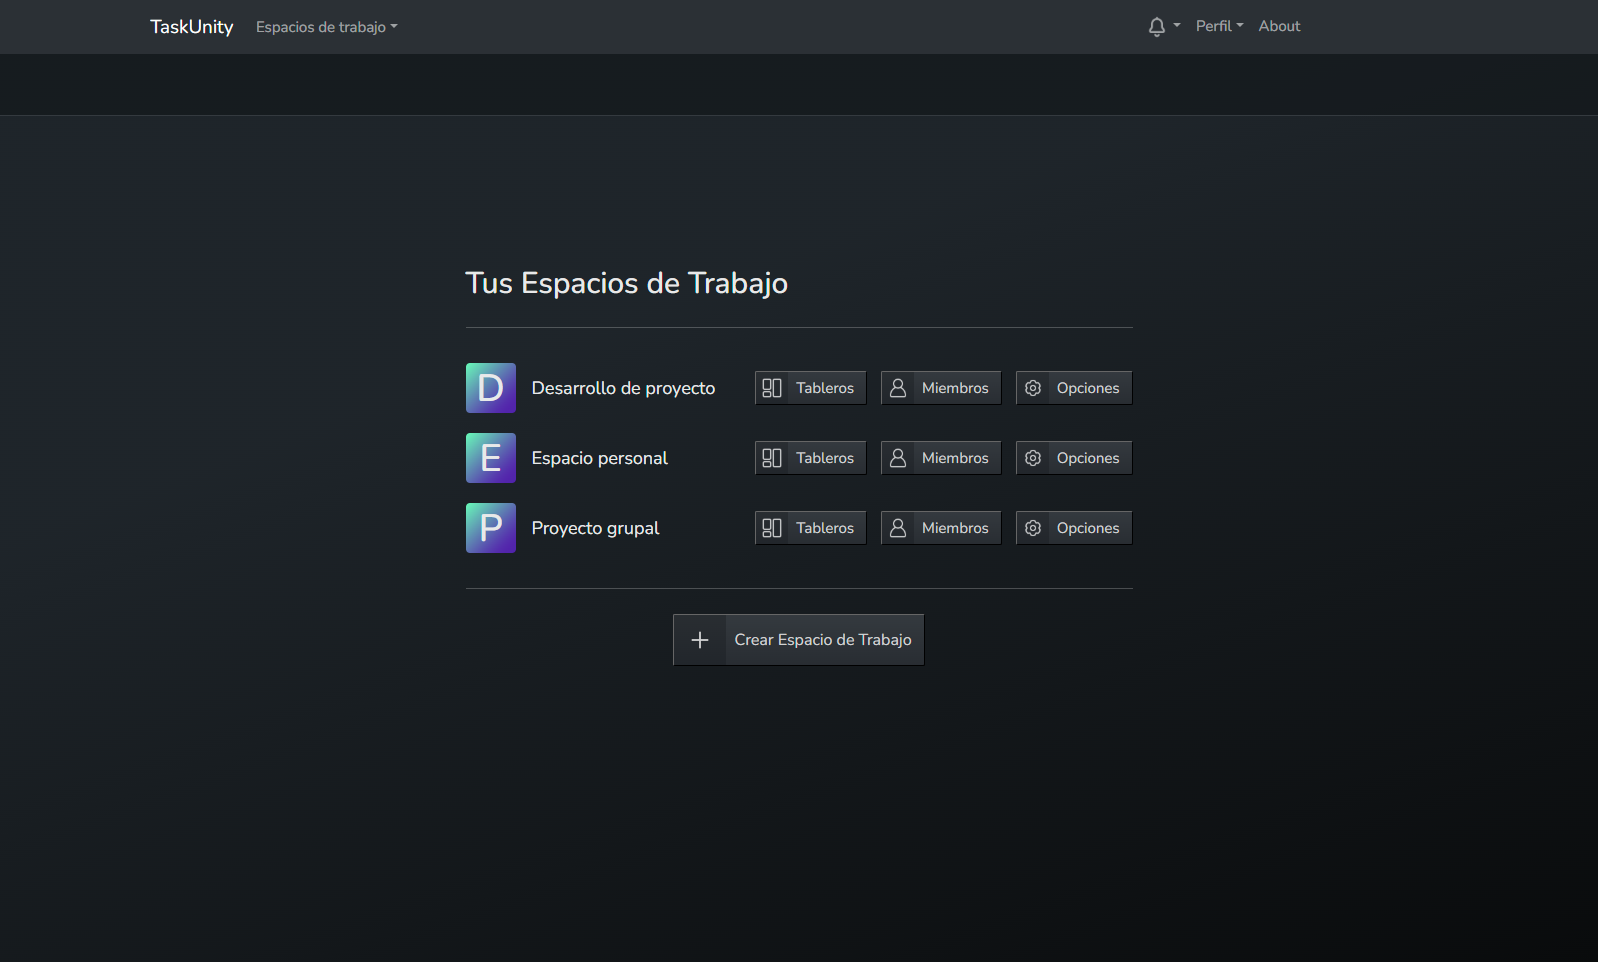 TaskUnity Espacios de trabajo Perfil About
Tus Espacios de Trabajo
D Desarrollo de proyecto Tableros Miembros Opciones
E Espacio personal Tableros Miembros Opciones
P Proyecto grupal Tableros Miembros Opciones
Crear Espacio de Trabajo